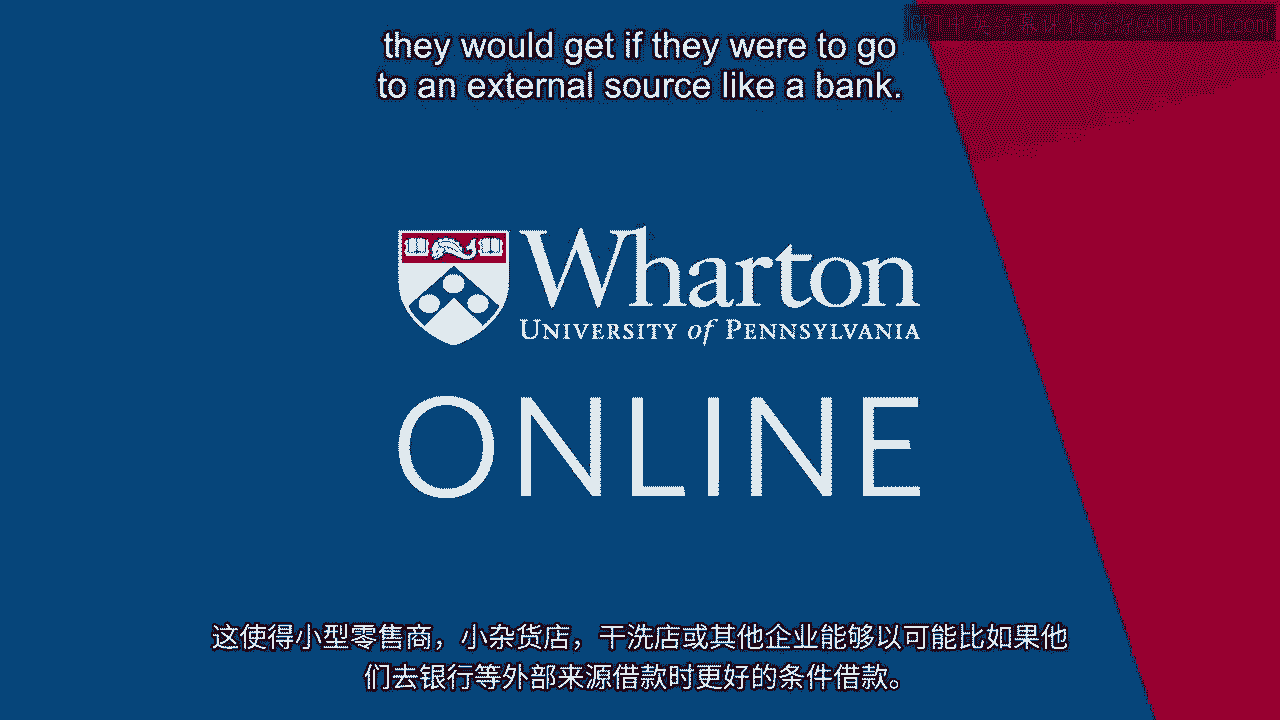 they would get if they were to go
to an external source like a bank.
Wharton
UNIVERSITY of PENNSYLVANIA
ONLINE
这使得小型零售商，小杂货店，干洗店或其他企业能够以可能比如果他
们去银行等外部来源借款时更好的条件借款。